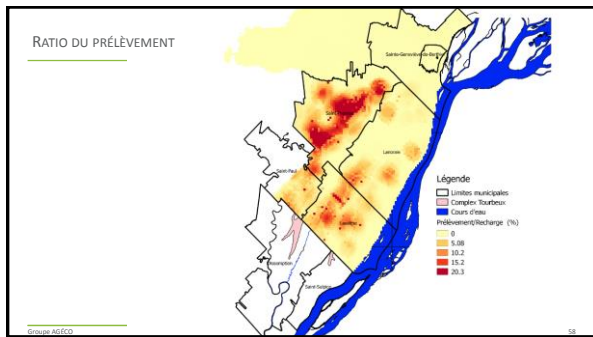 RATIO DU PRÉLÈVEMENT
Sainte-Geneviève-de-Berthier
Lanoraie
Saint-Paul
L'Assomption
Saint-Sulpice
Légende
Limites municipales
Complex Tourbeux
Cours d'eau
Prélèvement/Recharge (%)
0
5.08
10.2
15.2
20.3
Groupe AGÉCO
58